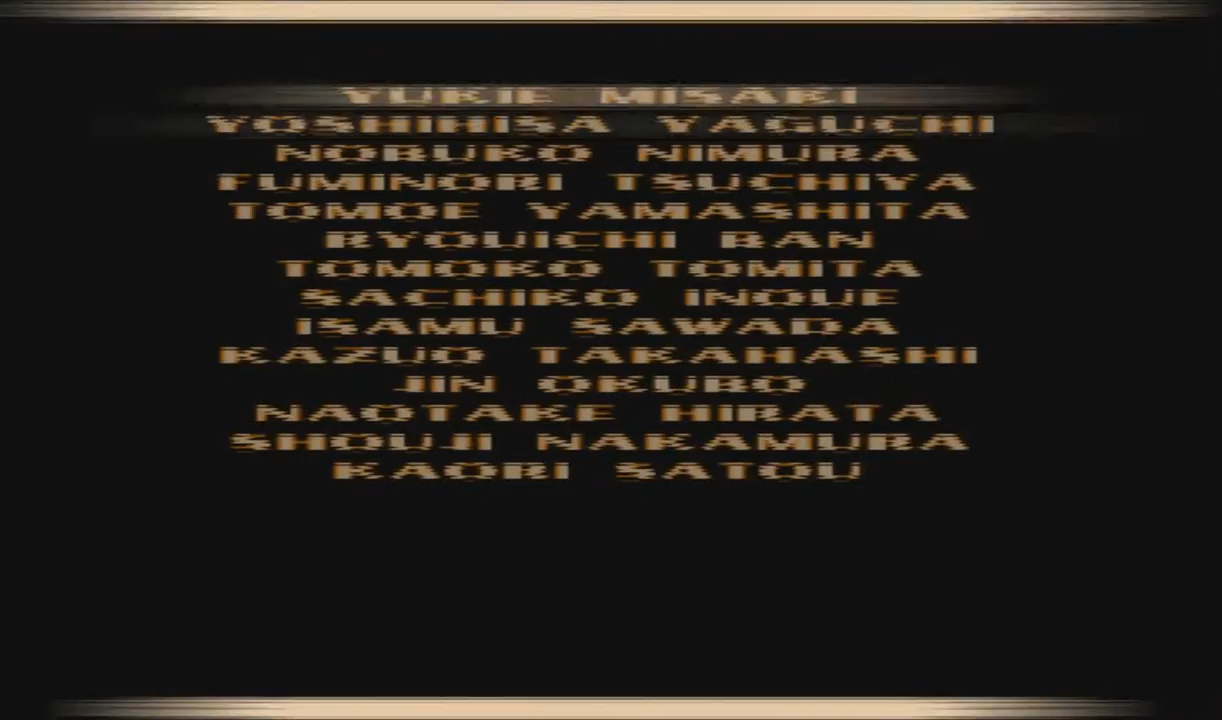 YUKIE MISAKI
YOSHIHISA YAGUCHI
NORUKO NIMURA
FUMINORI TSUCHIYA
TOMOE YAMASHITA
RYOUICHI BAN
TOMOKO TOMITA
SACHIKO INOUE
ISAMU SAWADA
KAZUO TAKAHASHI
JIN OKUBO
NAOTAKE HIRATA
SHOUJI NAKAMURA
KAORI SATOU